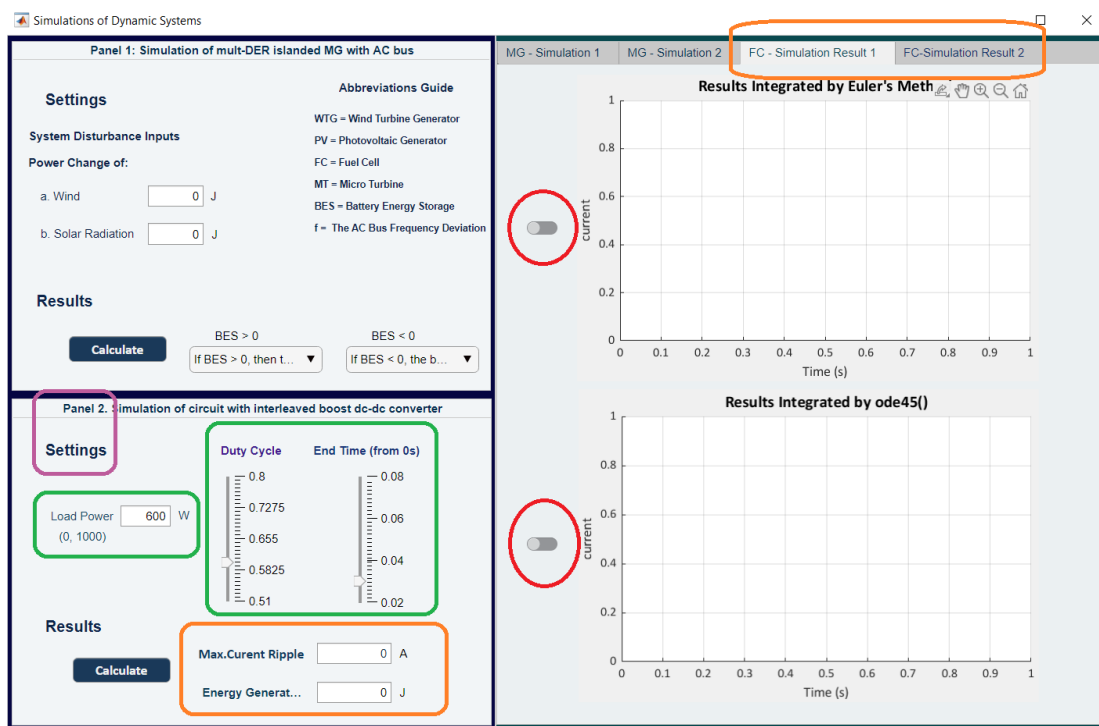 Simulations of Dynamic Systems
Panel 1: Simulation of mult-DER islanded MG with AC bus
Settings
System Disturbance Inputs
Power Change of:
a. Wind 0 J
b. Solar Radiation 0 J
Abbreviations Guide
WTG = Wind Turbine Generator
PV = Photovoltaic Generator
FC = Fuel Cell
MT = Micro Turbine
BES = Battery Energy Storage
f = The AC Bus Frequency Deviation
Results
Calculate
BES > 0
If BES > 0, then t...
BES < 0
If BES < 0, the b...
Panel 2. Simulation of circuit with interleaved boost dc-dc converter
Settings
Load Power 600 W
(0, 1000)
Duty Cycle
0.8
0.7275
0.655
0.5825
0.51
End Time (from 0s)
0.08
0.06
0.04
0.02
Results
Calculate
Max.Curent Ripple 0 A
Energy Generat... 0 J
MG - Simulation 1
MG - Simulation 2
FC - Simulation Result 1
FC-Simulation Result 2
Results Integrated by Euler's Meth
current
1
0.8
0.6
0.4
0.2
0
0 0.1 0.2 0.3 0.4 0.5 0.6 0.7 0.8 0.9 1
Time (s)
Results Integrated by ode45()
current
1
0.8
0.6
0.4
0.2
0
0 0.1 0.2 0.3 0.4 0.5 0.6 0.7 0.8 0.9 1
Time (s)